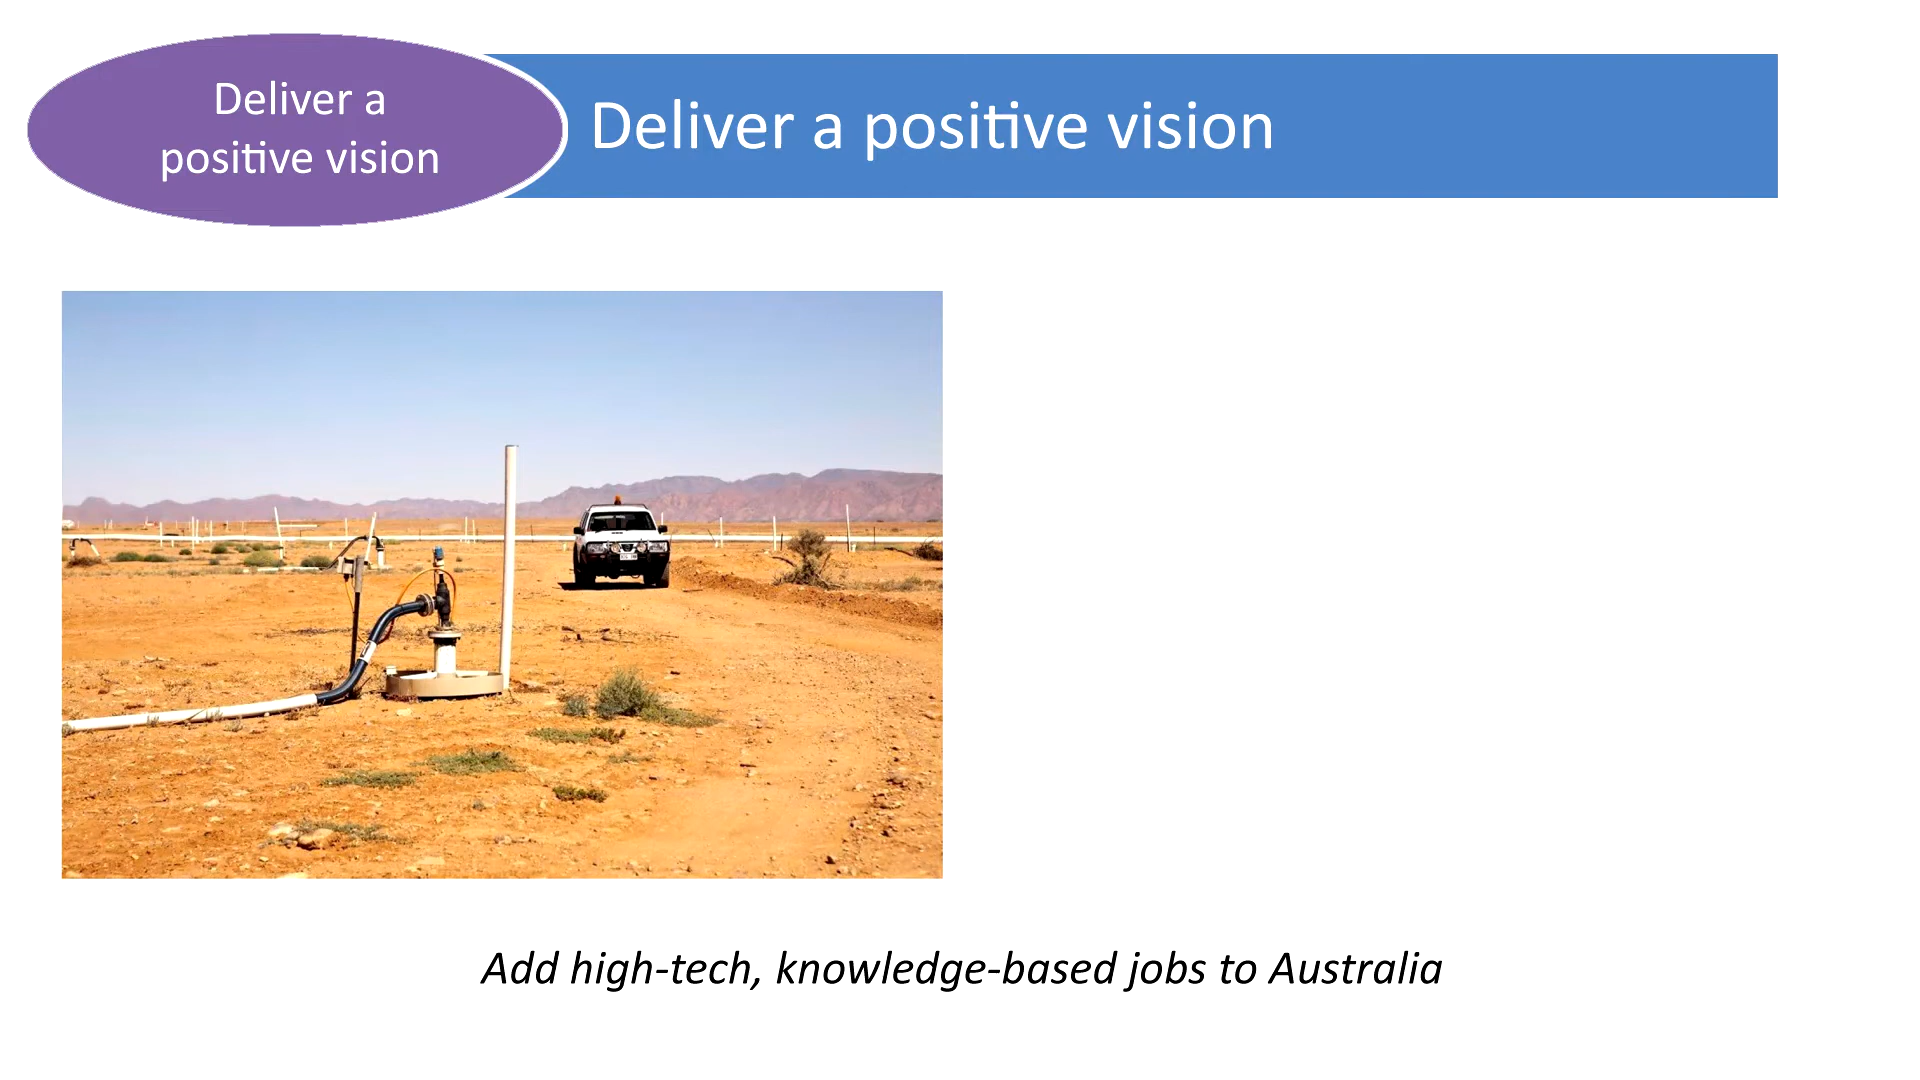 Deliver a
positive vision
Deliver a positive vision
Add high-tech, knowledge-based jobs to Australia